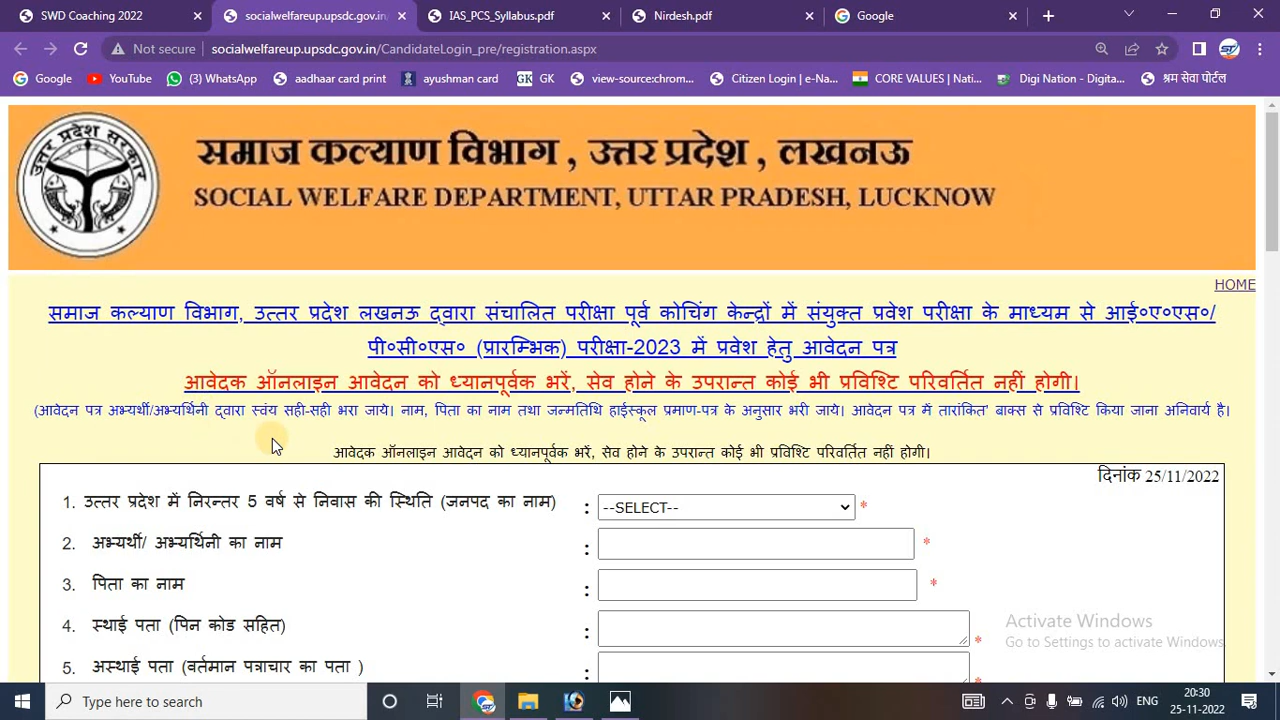 SWD Coaching 2022
socialwelfareup.upsdc.gov.in/
IAS_PCS_Syllabus.pdf
Nirdesh.pdf
Google
Not secure
socialwelfareup.upsdc.gov.in/CandidateLogin_pre/registration.aspx
Google
YouTube
(3) WhatsApp
aadhaar card print
ayushman card
GK GK
view-source:chrom...
Citizen Login | e-Na...
CORE VALUES | Nati...
Digi Nation - Digita...
श्रम सेवा पोर्टल
उत्तर प्रदेश सरकार
समाज कल्याण विभाग , उत्तर प्रदेश , लखनऊ
SOCIAL WELFARE DEPARTMENT, UTTAR PRADESH, LUCKNOW
HOME
समाज कल्याण विभाग, उत्तर प्रदेश लखनऊ द्वारा संचालित परीक्षा पूर्व कोचिंग केन्द्रों में संयुक्त प्रवेश परीक्षा के माध्यम से आई०ए०एस०/
पी०सी०एस० (प्रारम्भिक) परीक्षा-2023 में प्रवेश हेतु आवेदन पत्र
आवेदक ऑनलाइन आवेदन को ध्यानपूर्वक भरें, सेव होने के उपरान्त कोई भी प्रविश्टि परिवर्तित नहीं होगी।
(आवेदन पत्र अभ्यर्थी/अभ्यर्थिनी द्वारा स्वंय सही-सही भरा जाये। नाम, पिता का नाम तथा जन्मतिथि हाईस्कूल प्रमाण-पत्र के अनुसार भरी जाये। आवेदन पत्र में तारांकित' बाक्स से प्रविश्टि किया जाना अनिवार्य है।
आवेदक ऑनलाइन आवेदन को ध्यानपूर्वक भरें, सेव होने के उपरान्त कोई भी प्रविश्टि परिवर्तित नहीं होगी।
दिनांक 25/11/2022
1. उत्तर प्रदेश में निरन्तर 5 वर्ष से निवास की स्थिति (जनपद का नाम) : --SELECT-- *
2. अभ्यर्थी/ अभ्यर्थिनी का नाम : *
3. पिता का नाम : *
4. स्थाई पता (पिन कोड सहित) : *
5. अस्थाई पता (वर्तमान पत्राचार का पता ) : *
Activate Windows
Go to Settings to activate Windows.
Type here to search
ENG
20:30
25-11-2022